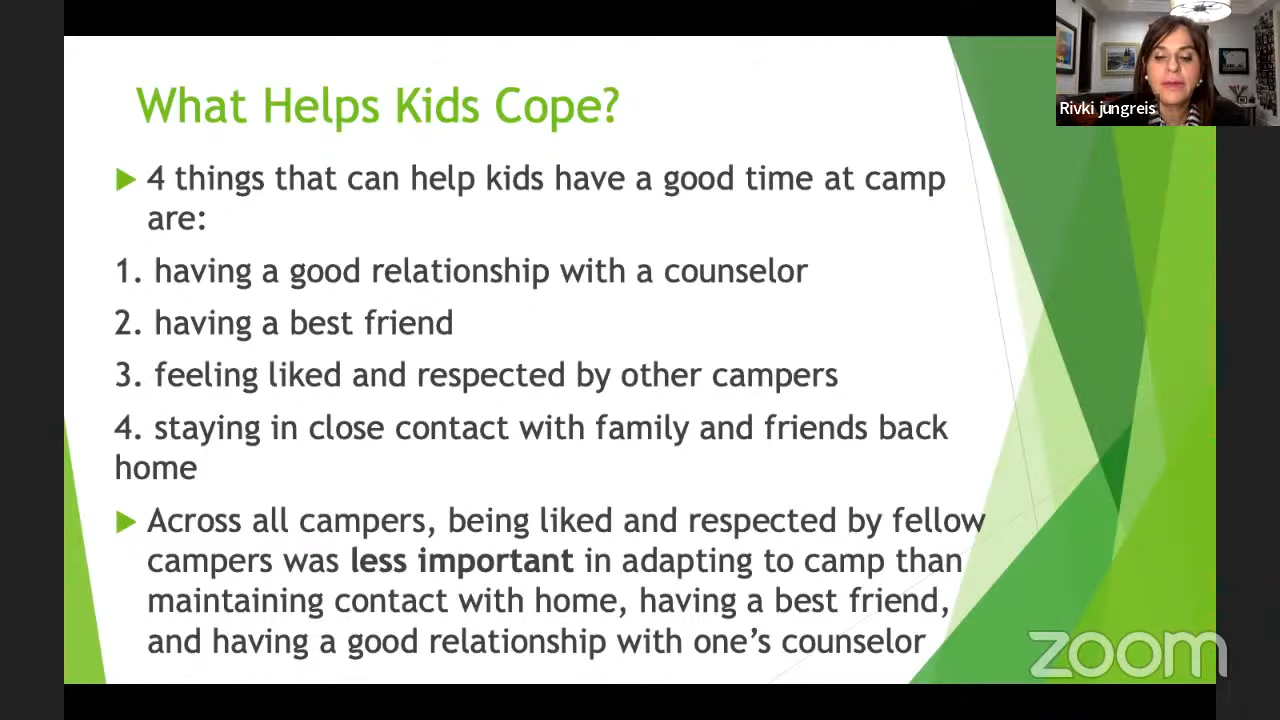 What Helps Kids Cope?
4 things that can help kids have a good time at camp
are:
1. having a good relationship with a counselor
2. having a best friend
3. feeling liked and respected by other campers
4. staying in close contact with family and friends back
home
Across all campers, being liked and respected by fellow
campers was less important in adapting to camp than
maintaining contact with home, having a best friend,
and having a good relationship with one's counselor
Rivki jungreis
zoom